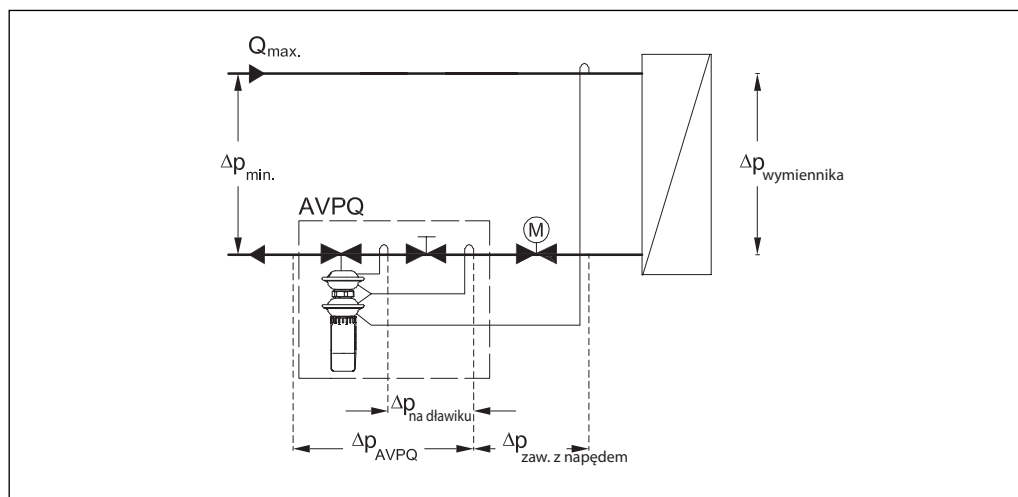 Qmax.
Δpmin.
Δpwymiennika
AVPQ
M
Δpna dławiku
ΔpAVPQ
Δpzaw. z napędem